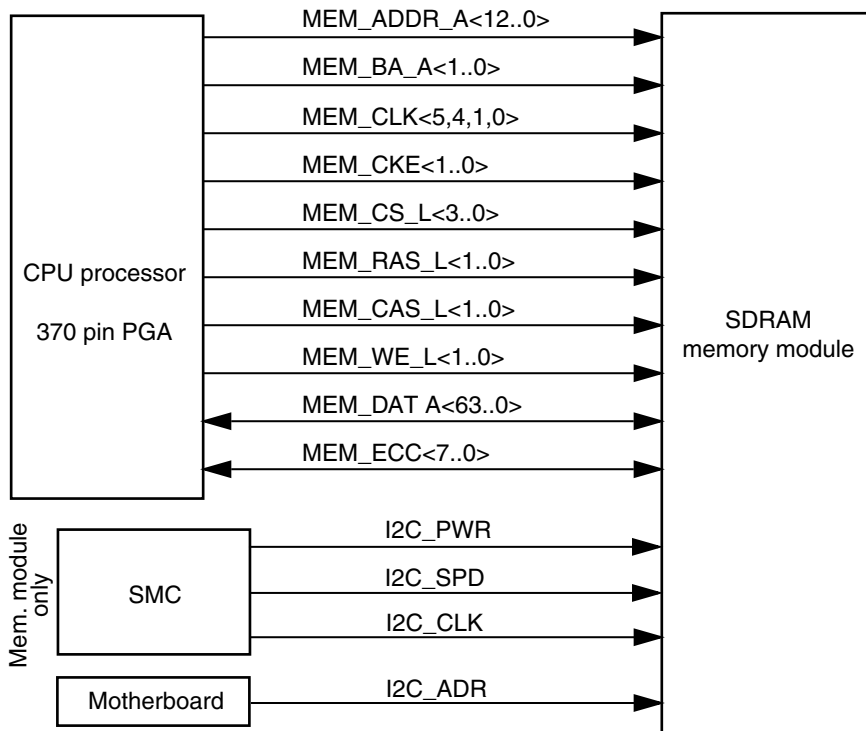 MEM_ADDR_A<12..0>
MEM_BA_A<1..0>
MEM_CLK<5,4,1,0>
MEM_CKE<1..0>
MEM_CS_L<3..0>
MEM_RAS_L<1..0>
MEM_CAS_L<1..0>
MEM_WE_L<1..0>
MEM_DAT A<63..0>
MEM_ECC<7..0>
CPU processor
370 pin PGA
SDRAM
memory module
Mem. module
only
SMC
I2C_PWR
I2C_SPD
I2C_CLK
Motherboard
I2C_ADR